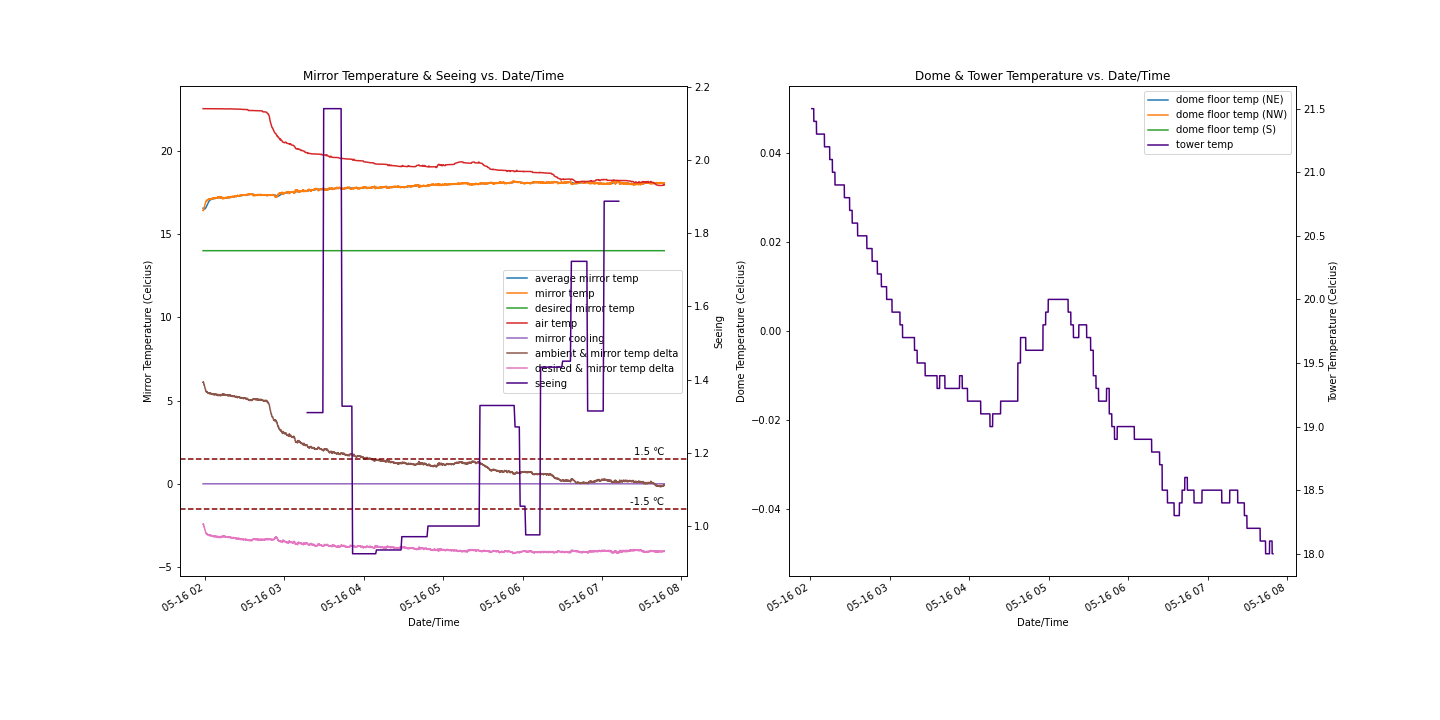 Mirror Temperature & Seeing vs. Date/Time
Mirror Temperature (Celcius)
20
15
10
5
0
−5
2.2
2.0
1.8
1.6
1.4
1.2
1.0
Seeing
average mirror temp
mirror temp
desired mirror temp
air temp
mirror cooling
ambient & mirror temp delta
desired & mirror temp delta
seeing
1.5 ℃
-1.5 ℃
05-16 02
05-16 03
05-16 04
05-16 05
05-16 06
05-16 07
05-16 08
Date/Time
Dome & Tower Temperature vs. Date/Time
Dome Temperature (Celcius)
0.04
0.02
0.00
−0.02
−0.04
dome floor temp (NE)
dome floor temp (NW)
dome floor temp (S)
tower temp
21.5
21.0
20.5
20.0
19.5
19.0
18.5
18.0
Tower Temperature (Celcius)
05-16 02
05-16 03
05-16 04
05-16 05
05-16 06
05-16 07
05-16 08
Date/Time